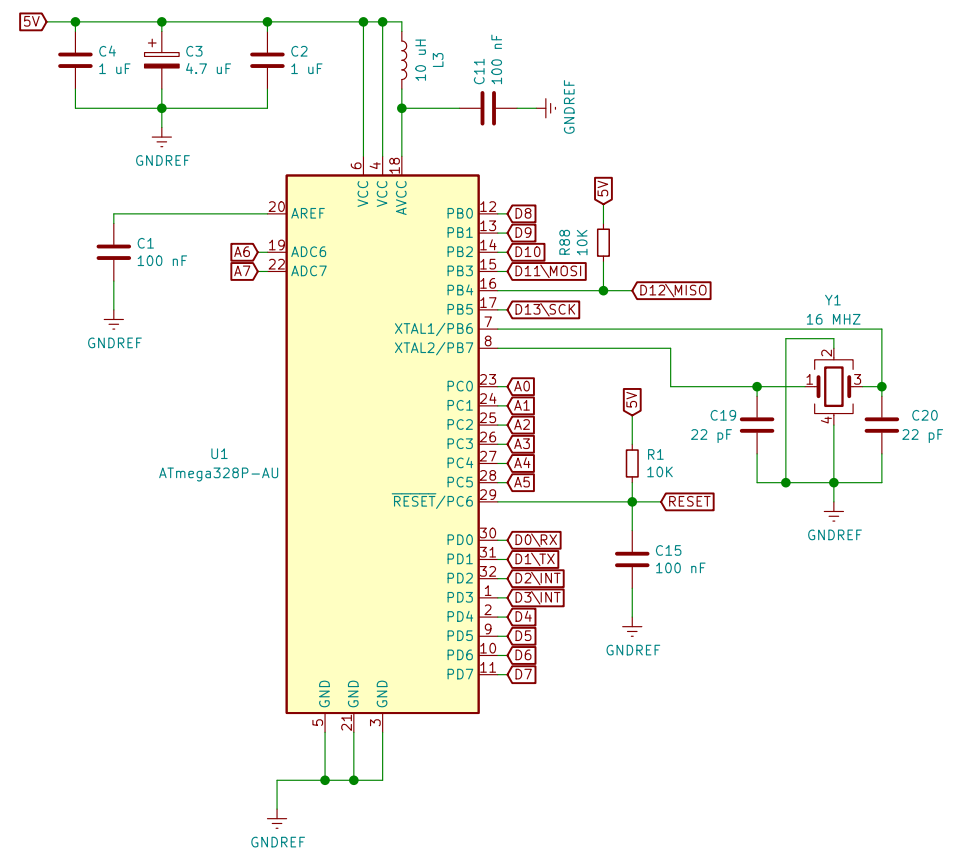 5V
C4
1 uF
C3
4.7 uF
+
C2
1 uF
10 uH
L3
C11
100 nF
GNDREF
GNDREF
6
4
18
VCC
VCC
AVCC
20
AREF
C1
100 nF
GNDREF
A6
19
ADC6
A7
22
ADC7
PB0
12
D8
PB1
13
D9
PB2
14
D10
PB3
15
D11\MOSI
PB4
16
D12\MISO
PB5
17
D13\SCK
XTAL1/PB6
7
XTAL2/PB7
8
5V
R88
10K
Y1
16 MHZ
2
1
3
4
C19
22 pF
C20
22 pF
GNDREF
PC0
23
A0
PC1
24
A1
PC2
25
A2
PC3
26
A3
PC4
27
A4
PC5
28
A5
RESET/PC6
29
RESET
5V
R1
10K
C15
100 nF
GNDREF
U1
ATmega328P-AU
PD0
30
D0\RX
PD1
31
D1\TX
PD2
32
D2\INT
PD3
1
D3\INT
PD4
2
D4
PD5
9
D5
PD6
10
D6
PD7
11
D7
GND
GND
GND
5
21
3
GNDREF